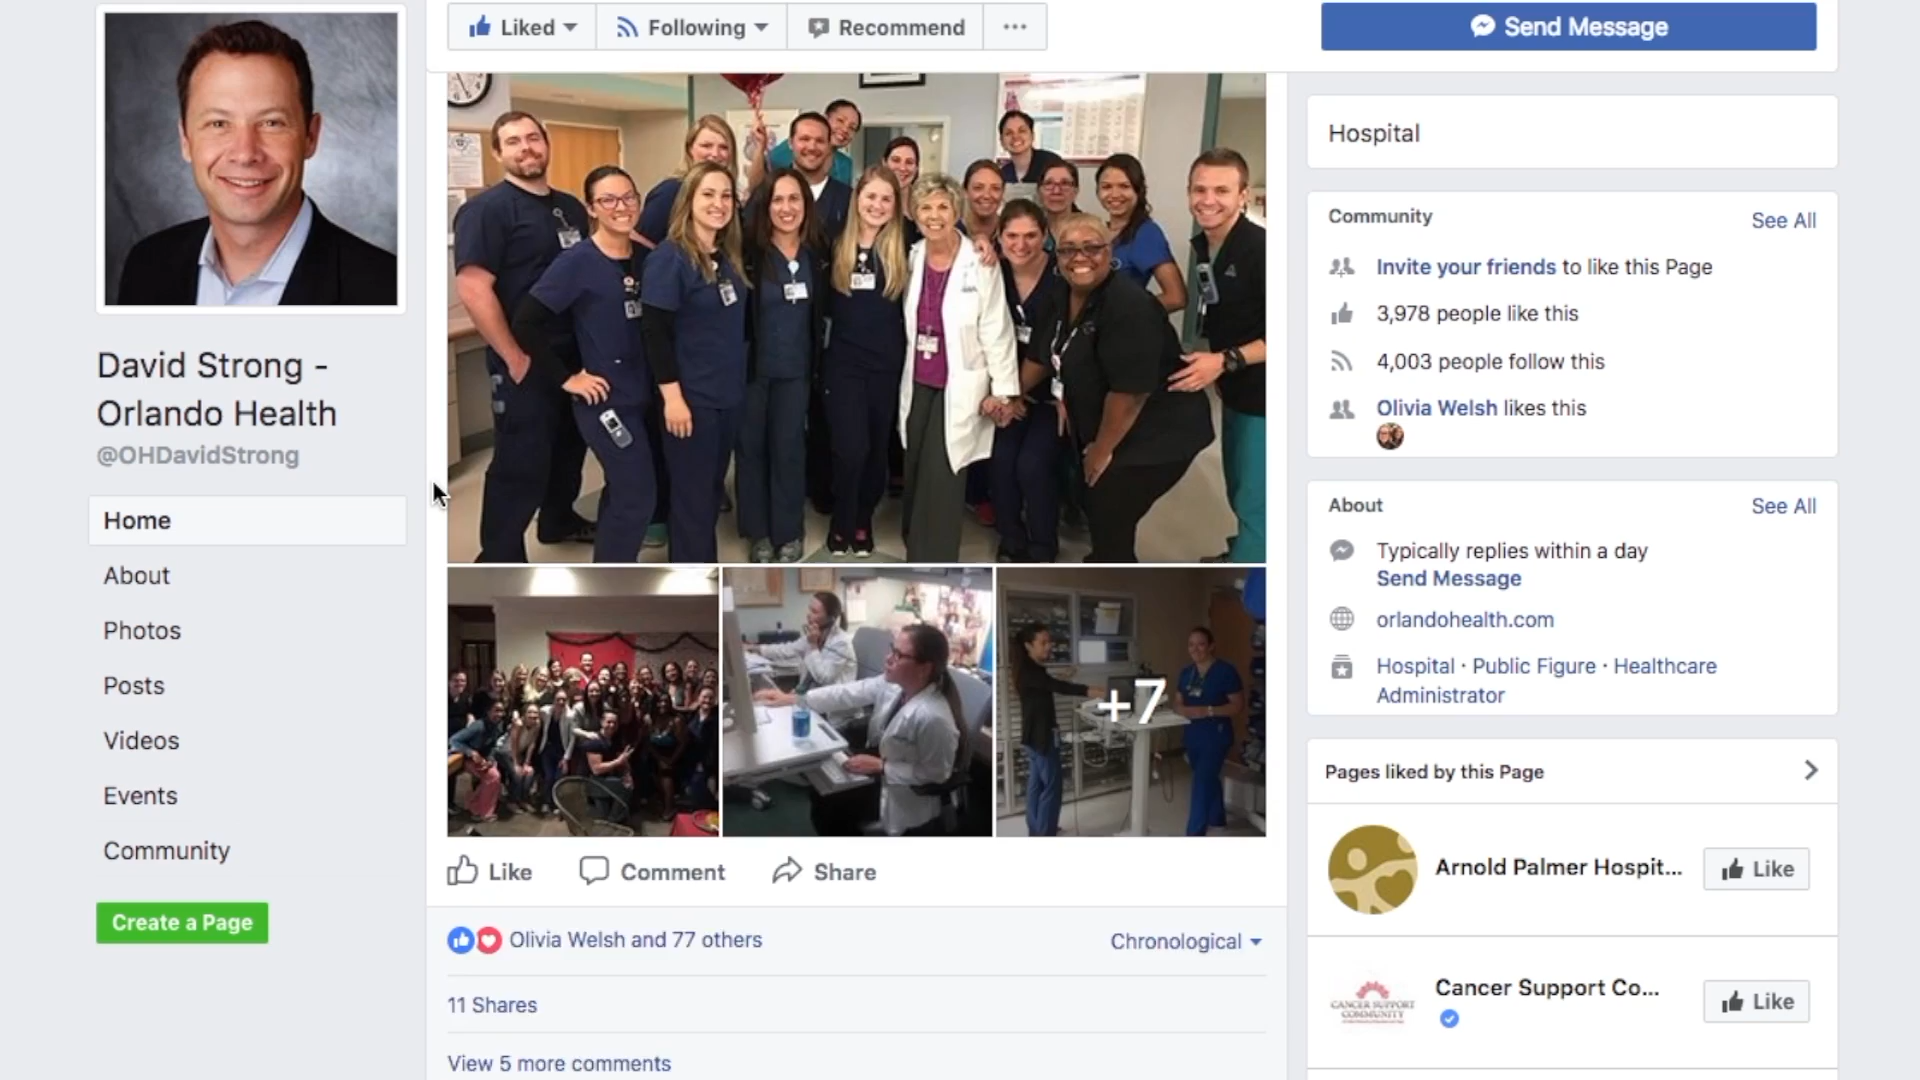 Liked
Following
Recommend
Send Message
David Strong -
Orlando Health
@OHDavidStrong
Home
About
Photos
Posts
Videos
Events
Community
Create a Page
+7
Like
Comment
Share
Olivia Welsh and 77 others
Chronological
11 Shares
View 5 more comments
Hospital
Community
See All
Invite your friends to like this Page
3,978 people like this
4,003 people follow this
Olivia Welsh likes this
About
See All
Typically replies within a day
Send Message
orlandohealth.com
Hospital · Public Figure · Healthcare
Administrator
Pages liked by this Page
Arnold Palmer Hospit...
Like
CANCER SUPPORT
COMMUNITY
Cancer Support Co...
Like